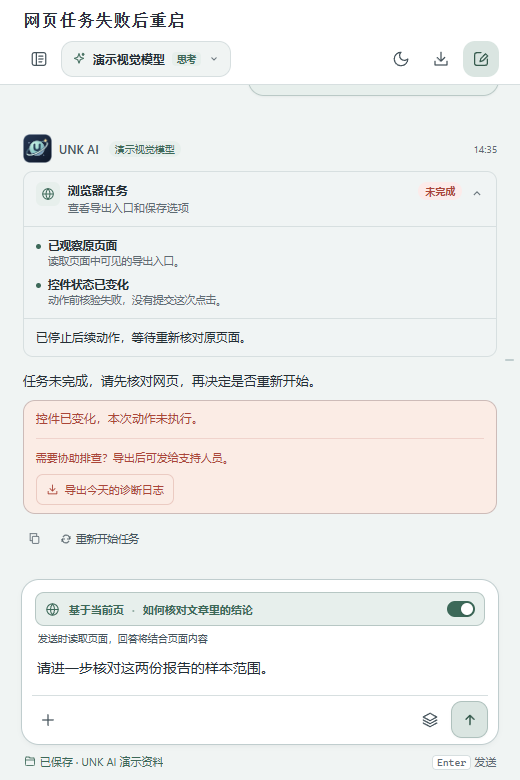 网页任务失败后重启
演示视觉模型 思考
UNK AI 演示视觉模型 14:35
浏览器任务 未完成
查看导出入口和保存选项
已观察原页面
读取页面中可见的导出入口。
控件状态已变化
动作前核验失败，没有提交这次点击。
已停止后续动作，等待重新核对原页面。
任务未完成，请先核对网页，再决定是否重新开始。
控件已变化，本次动作未执行。
需要协助排查？导出后可发给支持人员。
导出今天的诊断日志
重新开始任务
基于当前页 · 如何核对文章里的结论
发送时读取页面，回答将结合页面内容
请进一步核对这两份报告的样本范围。
已保存 · UNK AI 演示资料 Enter 发送